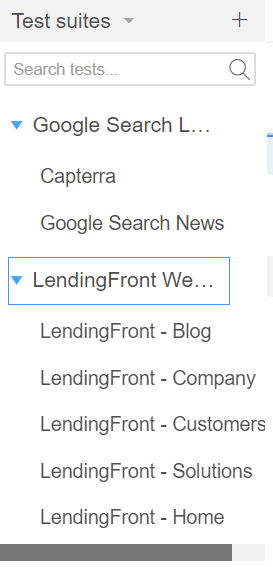 Test suites
Search tests...
Google Search L...
Capterra
Google Search News
LendingFront We...
LendingFront - Blog
LendingFront - Company
LendingFront - Customers
LendingFront - Solutions
LendingFront - Home